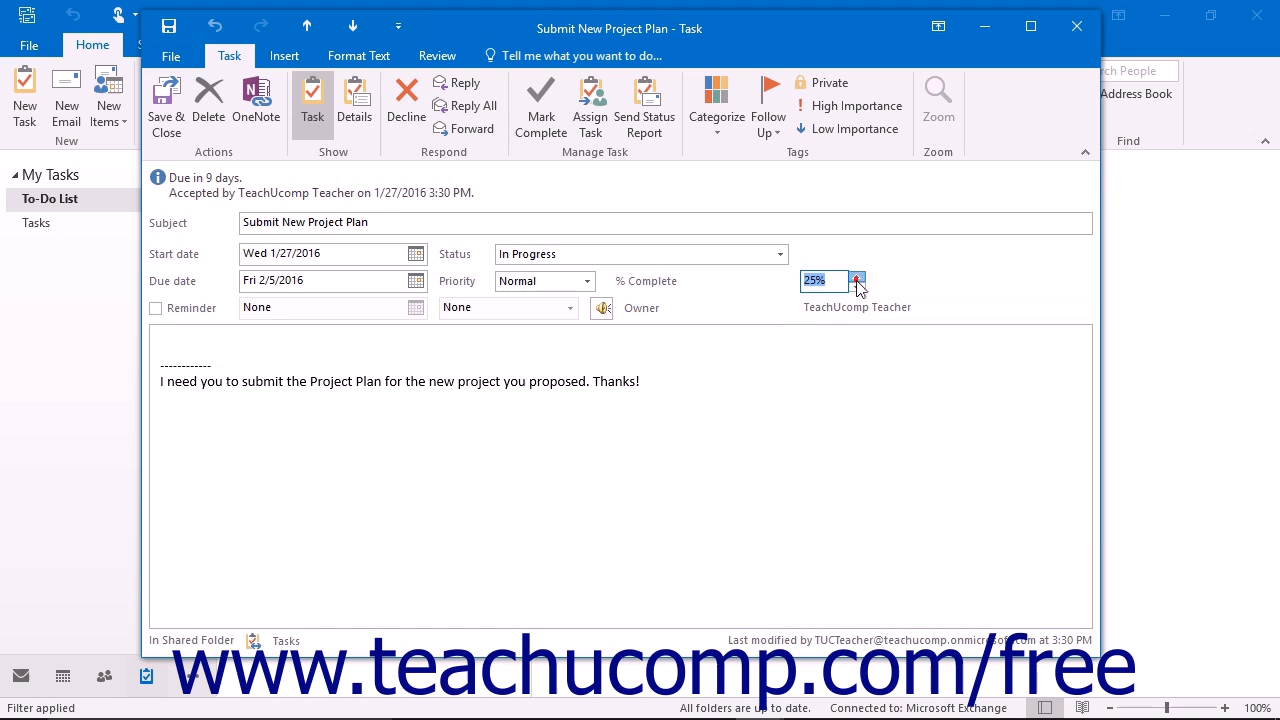 Submit New Project Plan - Task
File
Home
S
File
Task
Insert
Format Text
Review
Tell me what you want to do...
New Task
New Email
New Items
New
Save & Close
Delete
OneNote
Actions
Task
Details
Show
Decline
Reply
Reply All
Forward
Respond
Mark Complete
Assign Task
Send Status Report
Manage Task
Categorize
Follow Up
Private
High Importance
Low Importance
Tags
Zoom
Zoom
rch People
Address Book
Find
My Tasks
To-Do List
Tasks
Due in 9 days.
Accepted by TeachUcomp Teacher on 1/27/2016 3:30 PM.
Subject
Submit New Project Plan
Start date
Wed 1/27/2016
Status
In Progress
Due date
Fri 2/5/2016
Priority
Normal
% Complete
25%
Reminder
None
None
Owner
TeachUcomp Teacher
------------
I need you to submit the Project Plan for the new project you proposed. Thanks!
In Shared Folder
Tasks
Last modified by TUCTeacher@teachucomp.onmicrosoft.com at 3:30 PM
www.teachucomp.com/free
Filter applied
All folders are up to date.
Connected to: Microsoft Exchange
100%